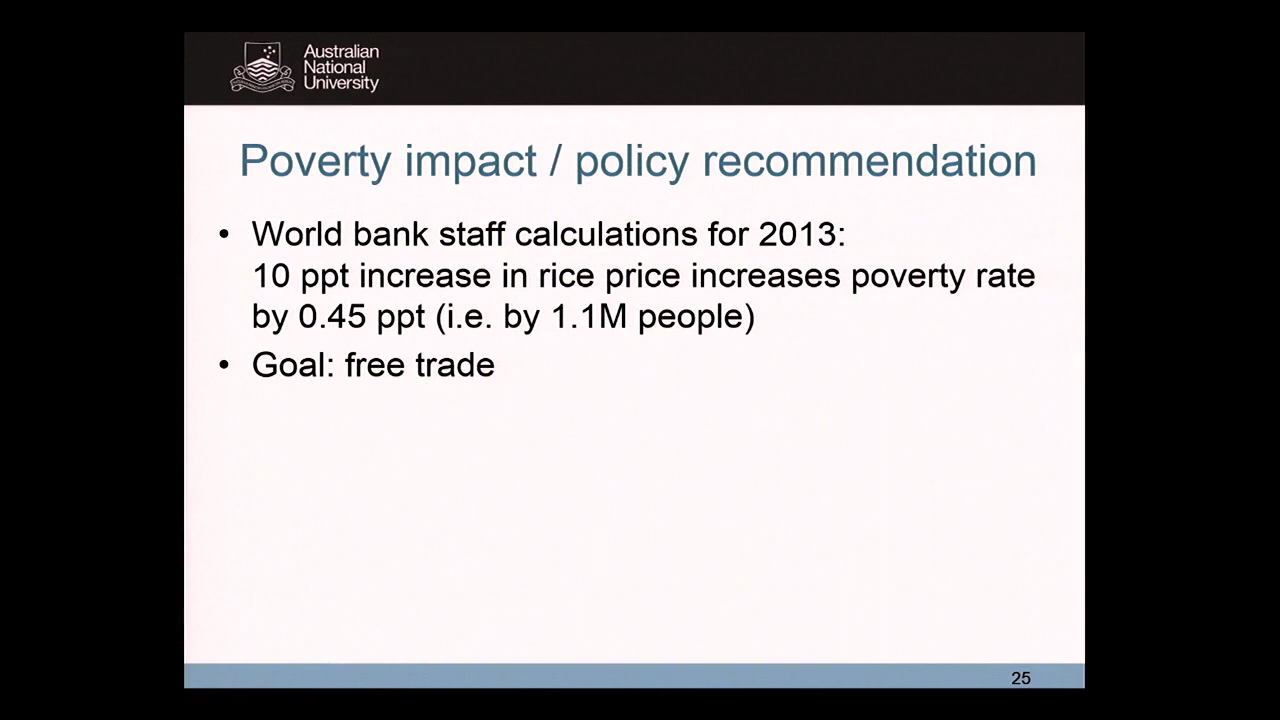 Australian
National
University
Poverty impact / policy recommendation
• World bank staff calculations for 2013:
10 ppt increase in rice price increases poverty rate
by 0.45 ppt (i.e. by 1.1M people)
• Goal: free trade
25